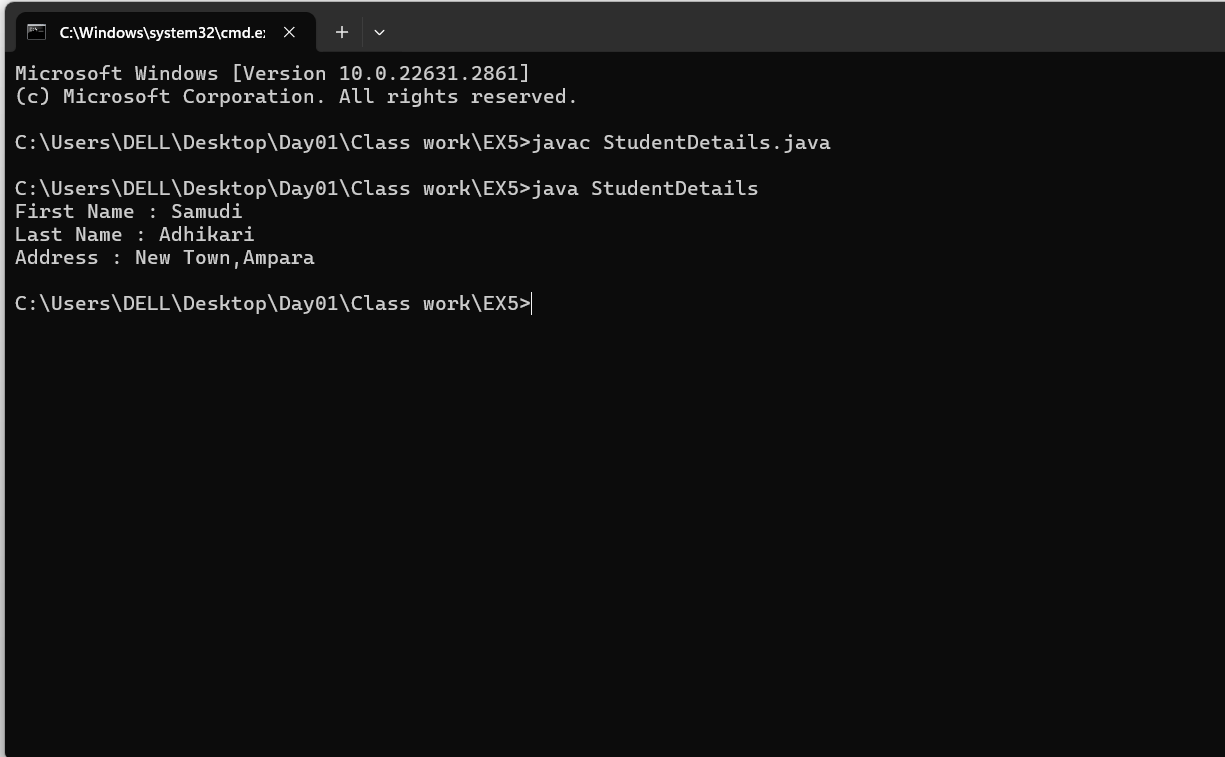 C:\Windows\system32\cmd.ex
Microsoft Windows [Version 10.0.22631.2861]
(c) Microsoft Corporation. All rights reserved.
C:\Users\DELL\Desktop\Day01\Class work\EX5>javac StudentDetails.java
C:\Users\DELL\Desktop\Day01\Class work\EX5>java StudentDetails
First Name : Samudi
Last Name : Adhikari
Address : New Town,Ampara
C:\Users\DELL\Desktop\Day01\Class work\EX5>